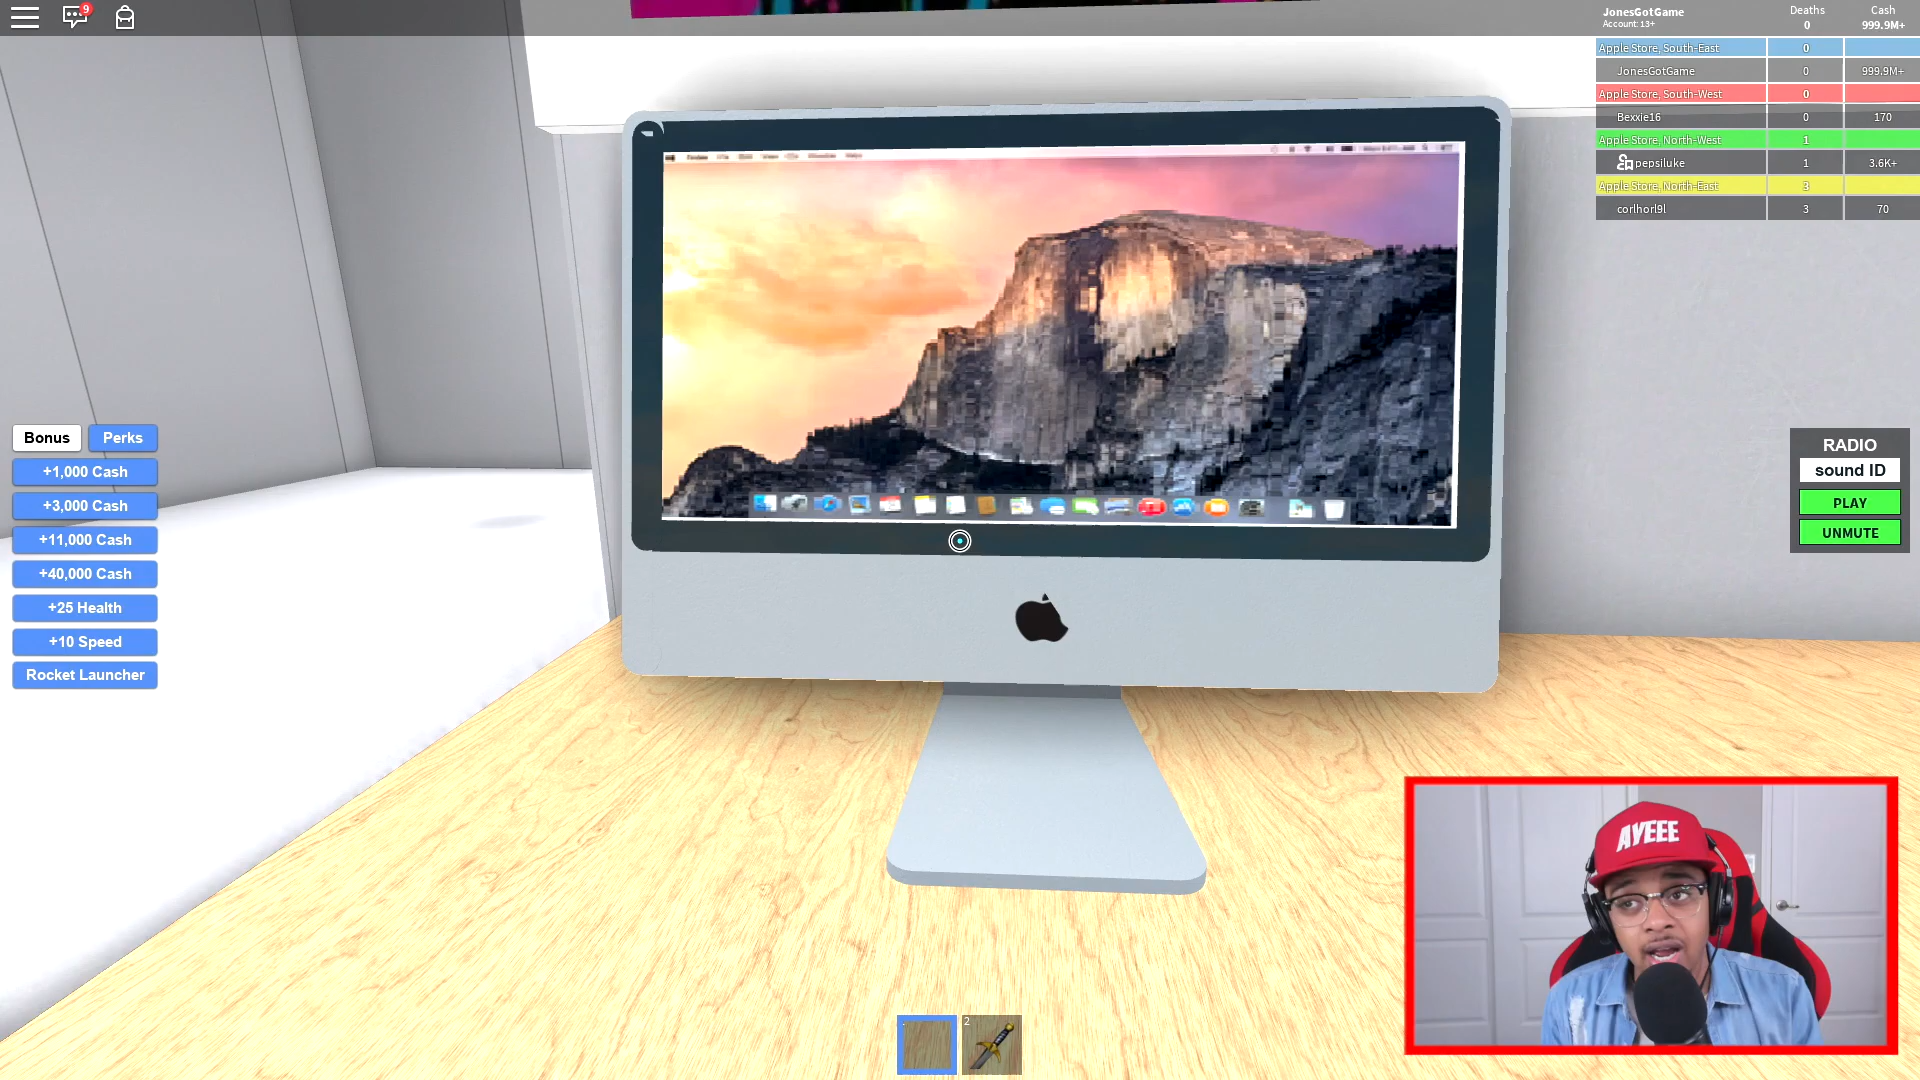 9
JonesGotGame
Account: 13+
Deaths
0
Cash
999.9M+
Apple Store, South-East 0
JonesGotGame 0 999.9M+
Apple Store, South-West 0
Bexxie16 0 170
Apple Store, North-West 1
pepsiluke 1 3.6K+
Apple Store, North-East 3
corlhorl9l 3 70
Bonus Perks
+1,000 Cash
+3,000 Cash
+11,000 Cash
+40,000 Cash
+25 Health
+10 Speed
Rocket Launcher
RADIO
sound ID
PLAY
UNMUTE
AYEEE
2